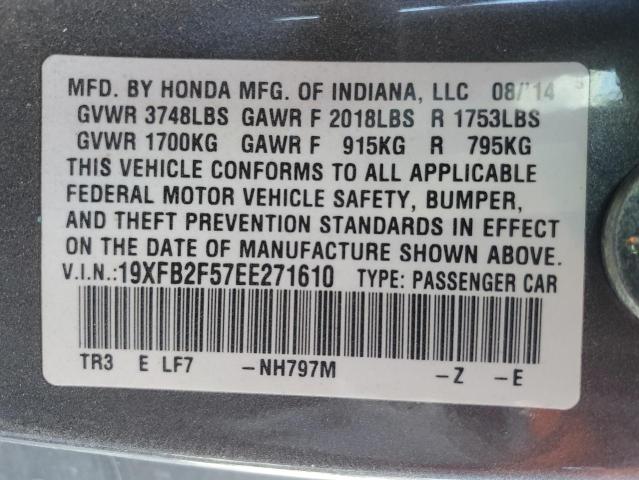 MFD. BY HONDA MFG. OF INDIANA, LLC 08/'14
GVWR 3748LBS GAWR F 2018LBS R 1753LBS
GVWR 1700KG GAWR F 915KG R 795KG
THIS VEHICLE CONFORMS TO ALL APPLICABLE
FEDERAL MOTOR VEHICLE SAFETY, BUMPER,
AND THEFT PREVENTION STANDARDS IN EFFECT
ON THE DATE OF MANUFACTURE SHOWN ABOVE.
V.I.N.:19XFB2F57EE271610 TYPE: PASSENGER CAR
TR3 E LF7 -NH797M -Z -E